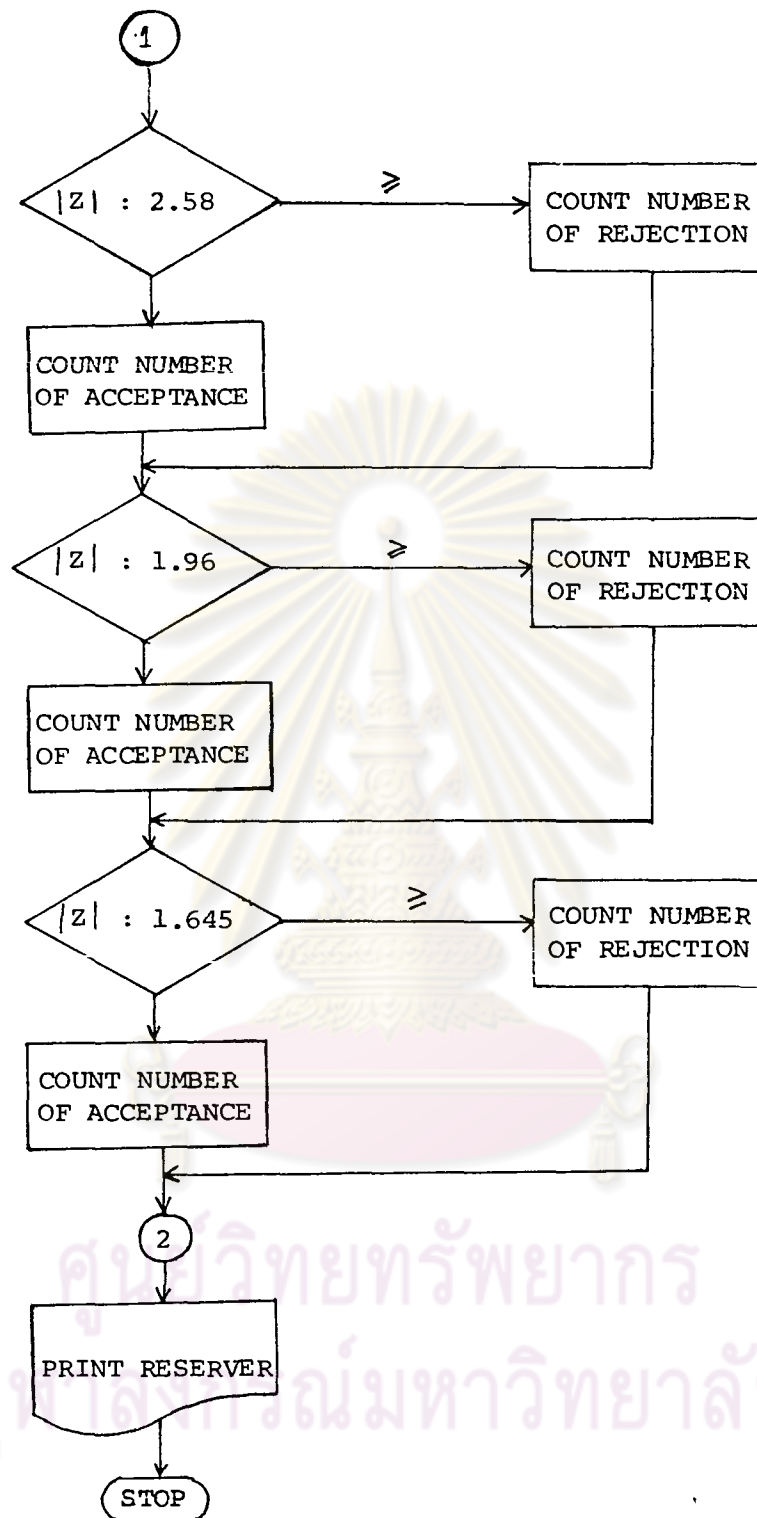 1
|Z| : 2.58
≥
COUNT NUMBER
OF REJECTION
COUNT NUMBER
OF ACCEPTANCE
|Z| : 1.96
≥
COUNT NUMBER
OF REJECTION
COUNT NUMBER
OF ACCEPTANCE
|Z| : 1.645
≥
COUNT NUMBER
OF REJECTION
COUNT NUMBER
OF ACCEPTANCE
2
ศูนย์วิทยทรัพยากร
PRINT RESERVER
ฬาลงกรณ์มหาวิทยาลั
STOP